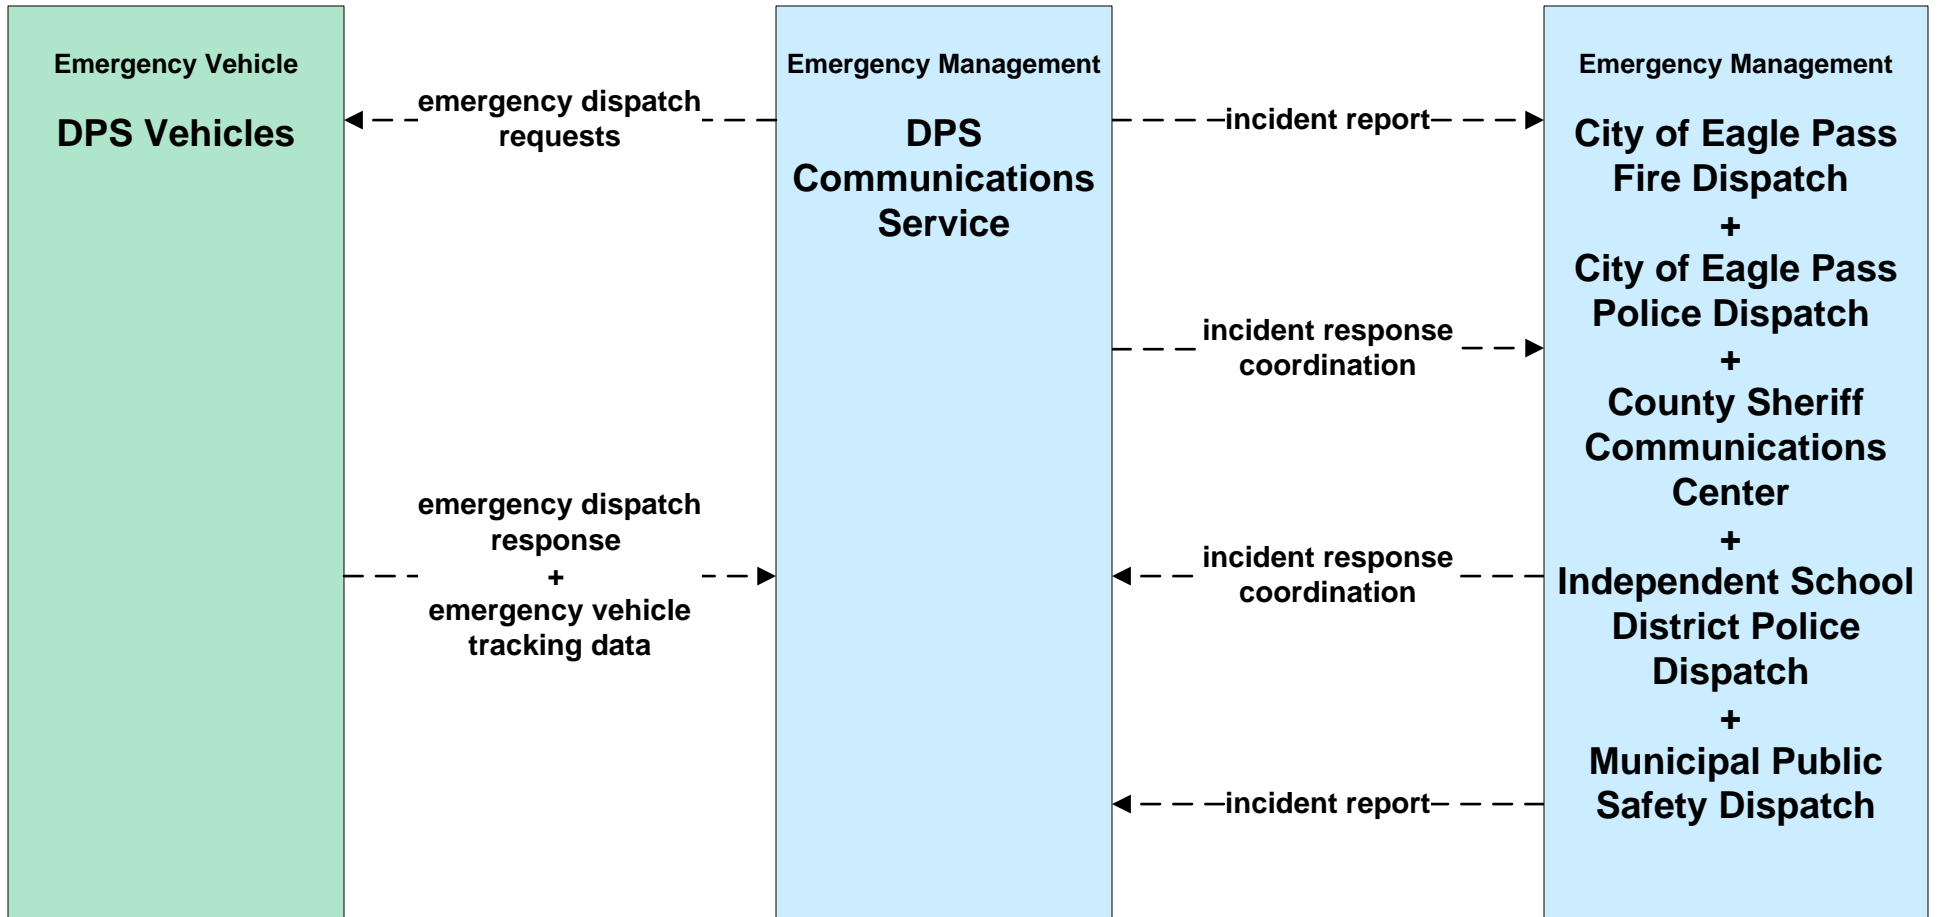 Emergency Vehicle
DPS Vehicles
emergency dispatch
requests
emergency dispatch
response
+
emergency vehicle
tracking data
Emergency Management
DPS
Communications
Service
incident report
incident response
coordination
incident response
coordination
incident report
Emergency Management
City of Eagle Pass
Fire Dispatch
+
City of Eagle Pass
Police Dispatch
+
County Sheriff
Communications
Center
+
Independent School
District Police
Dispatch
+
Municipal Public
Safety Dispatch